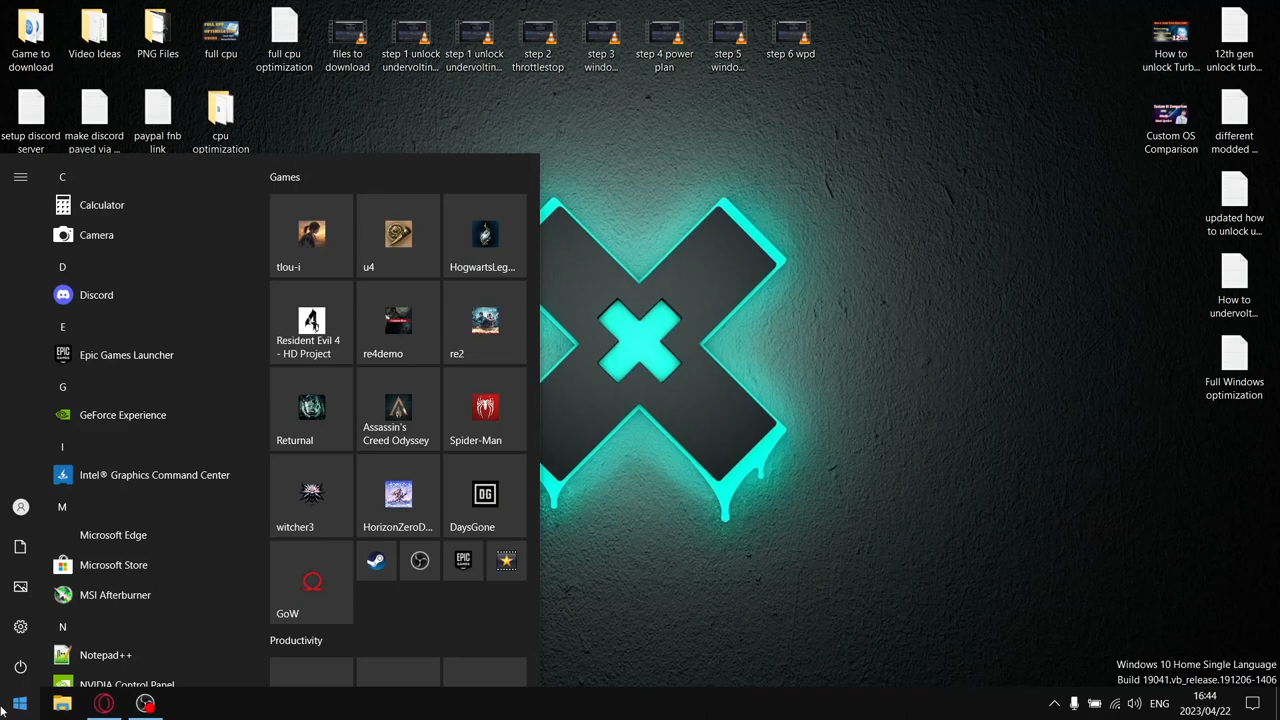 Game to
download
Video Ideas
PNG Files
full cpu
full cpu
optimization
files to
download
step 1 unlock
undervoltin...
step 1 unlock
undervoltin...
step 2
throttlestop
step 3
windo...
step 4 power
plan
step 5
windo...
step 6 wpd
How to
unlock Turb...
12th gen
unlock turb...
setup discord
server
make discord
payed via ...
paypal fnb
link
cpu
optimization
Custom OS
Comparison
different
modded ...
updated how
to unlock u...
How to
undervolt...
Full Windows
optimization
C
Calculator
Camera
D
Discord
E
Epic Games Launcher
G
GeForce Experience
I
Intel® Graphics Command Center
M
Microsoft Edge
Microsoft Store
MSI Afterburner
N
Notepad++
NVIDIA Control Panel
Games
tlou-i
u4
HogwartsLeg...
Resident Evil 4
- HD Project
re4demo
re2
Returnal
Assassin's
Creed Odyssey
Spider-Man
witcher3
HorizonZeroD...
DG
DaysGone
GoW
EPIC
GAMES
Productivity
Windows 10 Home Single Language
Build 19041.vb_release.191206-1406
ENG
16:44
2023/04/22